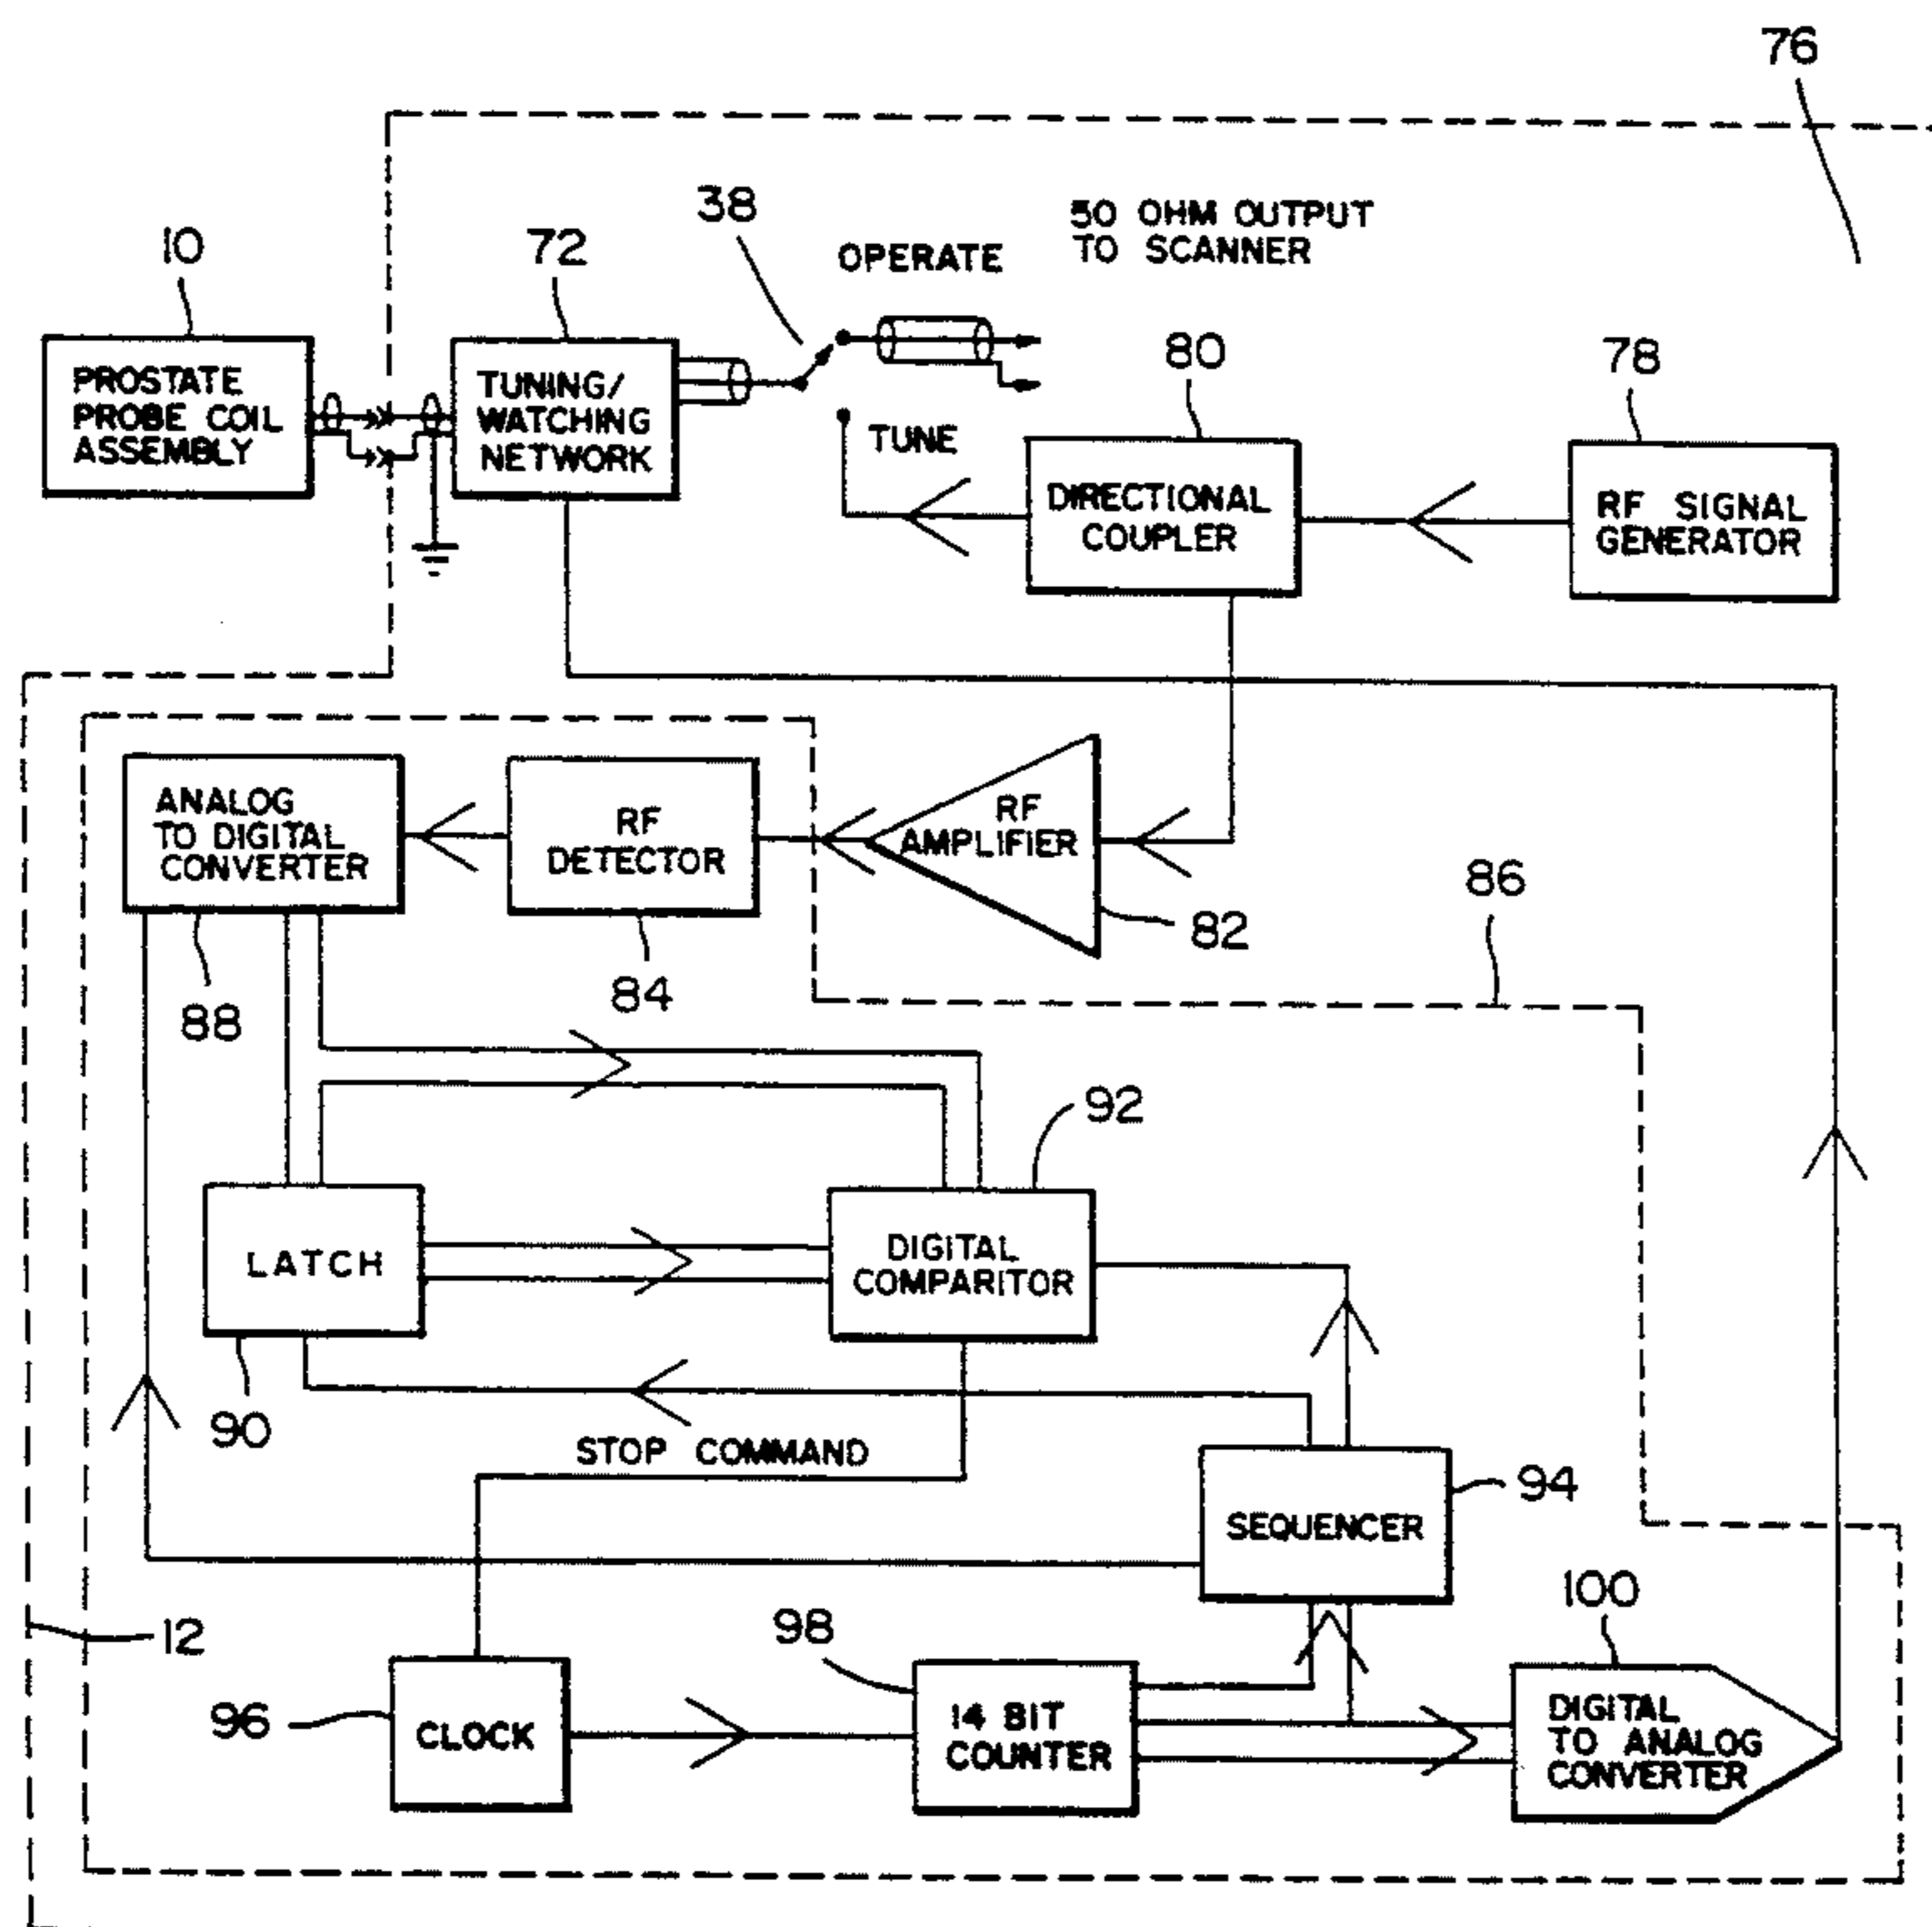 76
38
50 OHM OUTPUT
TO SCANNER
OPERATE
10
72
80
78
PROSTATE
PROBE COIL
ASSEMBLY
TUNING/
WATCHING
NETWORK
TUNE
DIRECTIONAL
COUPLER
RF SIGNAL
GENERATOR
ANALOG
TO DIGITAL
CONVERTER
RF
DETECTOR
RF
AMPLIFIER
86
82
84
88
92
LATCH
DIGITAL
COMPARITOR
90
STOP COMMAND
94
SEQUENCER
100
98
12
96
CLOCK
14 BIT
COUNTER
DIGITAL
TO ANALOG
CONVERTER